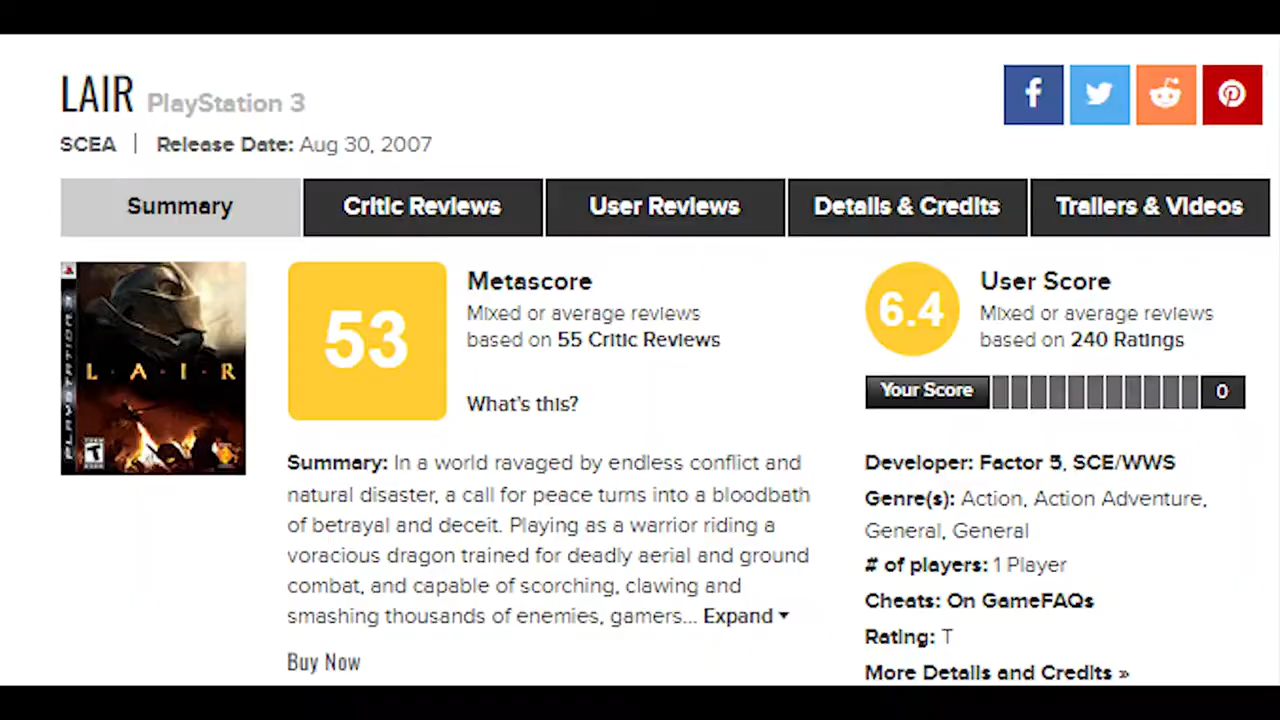 LAIR PlayStation 3
SCEA | Release Date: Aug 30, 2007
Summary
Critic Reviews
User Reviews
Details & Credits
Trailers & Videos
PLAYSTATION 3
L·A·I·R
TEEN
T
53
Metascore
Mixed or average reviews
based on 55 Critic Reviews
What's this?
6.4
User Score
Mixed or average reviews
based on 240 Ratings
Your Score
0
Summary: In a world ravaged by endless conflict and
natural disaster, a call for peace turns into a bloodbath
of betrayal and deceit. Playing as a warrior riding a
voracious dragon trained for deadly aerial and ground
combat, and capable of scorching, clawing and
smashing thousands of enemies, gamers... Expand
Buy Now
Developer: Factor 5, SCE/WWS
Genre(s): Action, Action Adventure,
General, General
# of players: 1 Player
Cheats: On GameFAQs
Rating: T
More Details and Credits »